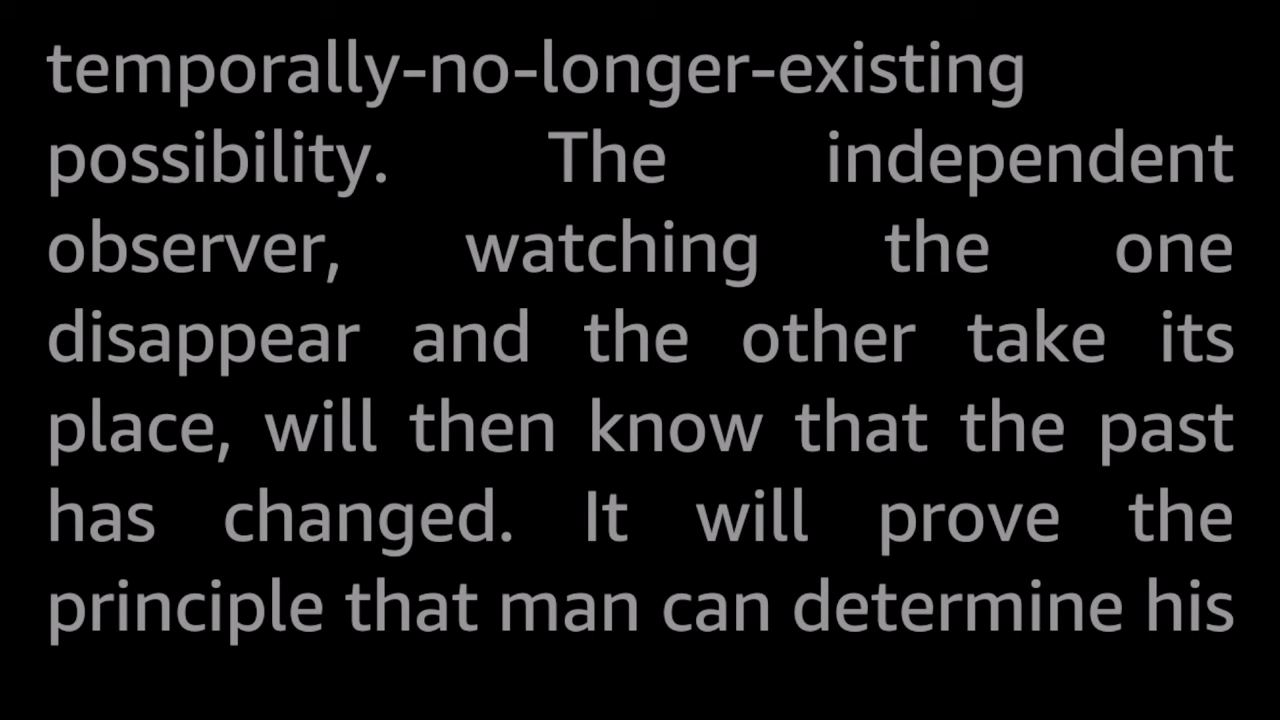 temporally-no-longer-existing
possibility. The independent
observer, watching the one
disappear and the other take its
place, will then know that the past
has changed. It will prove the
principle that man can determine his